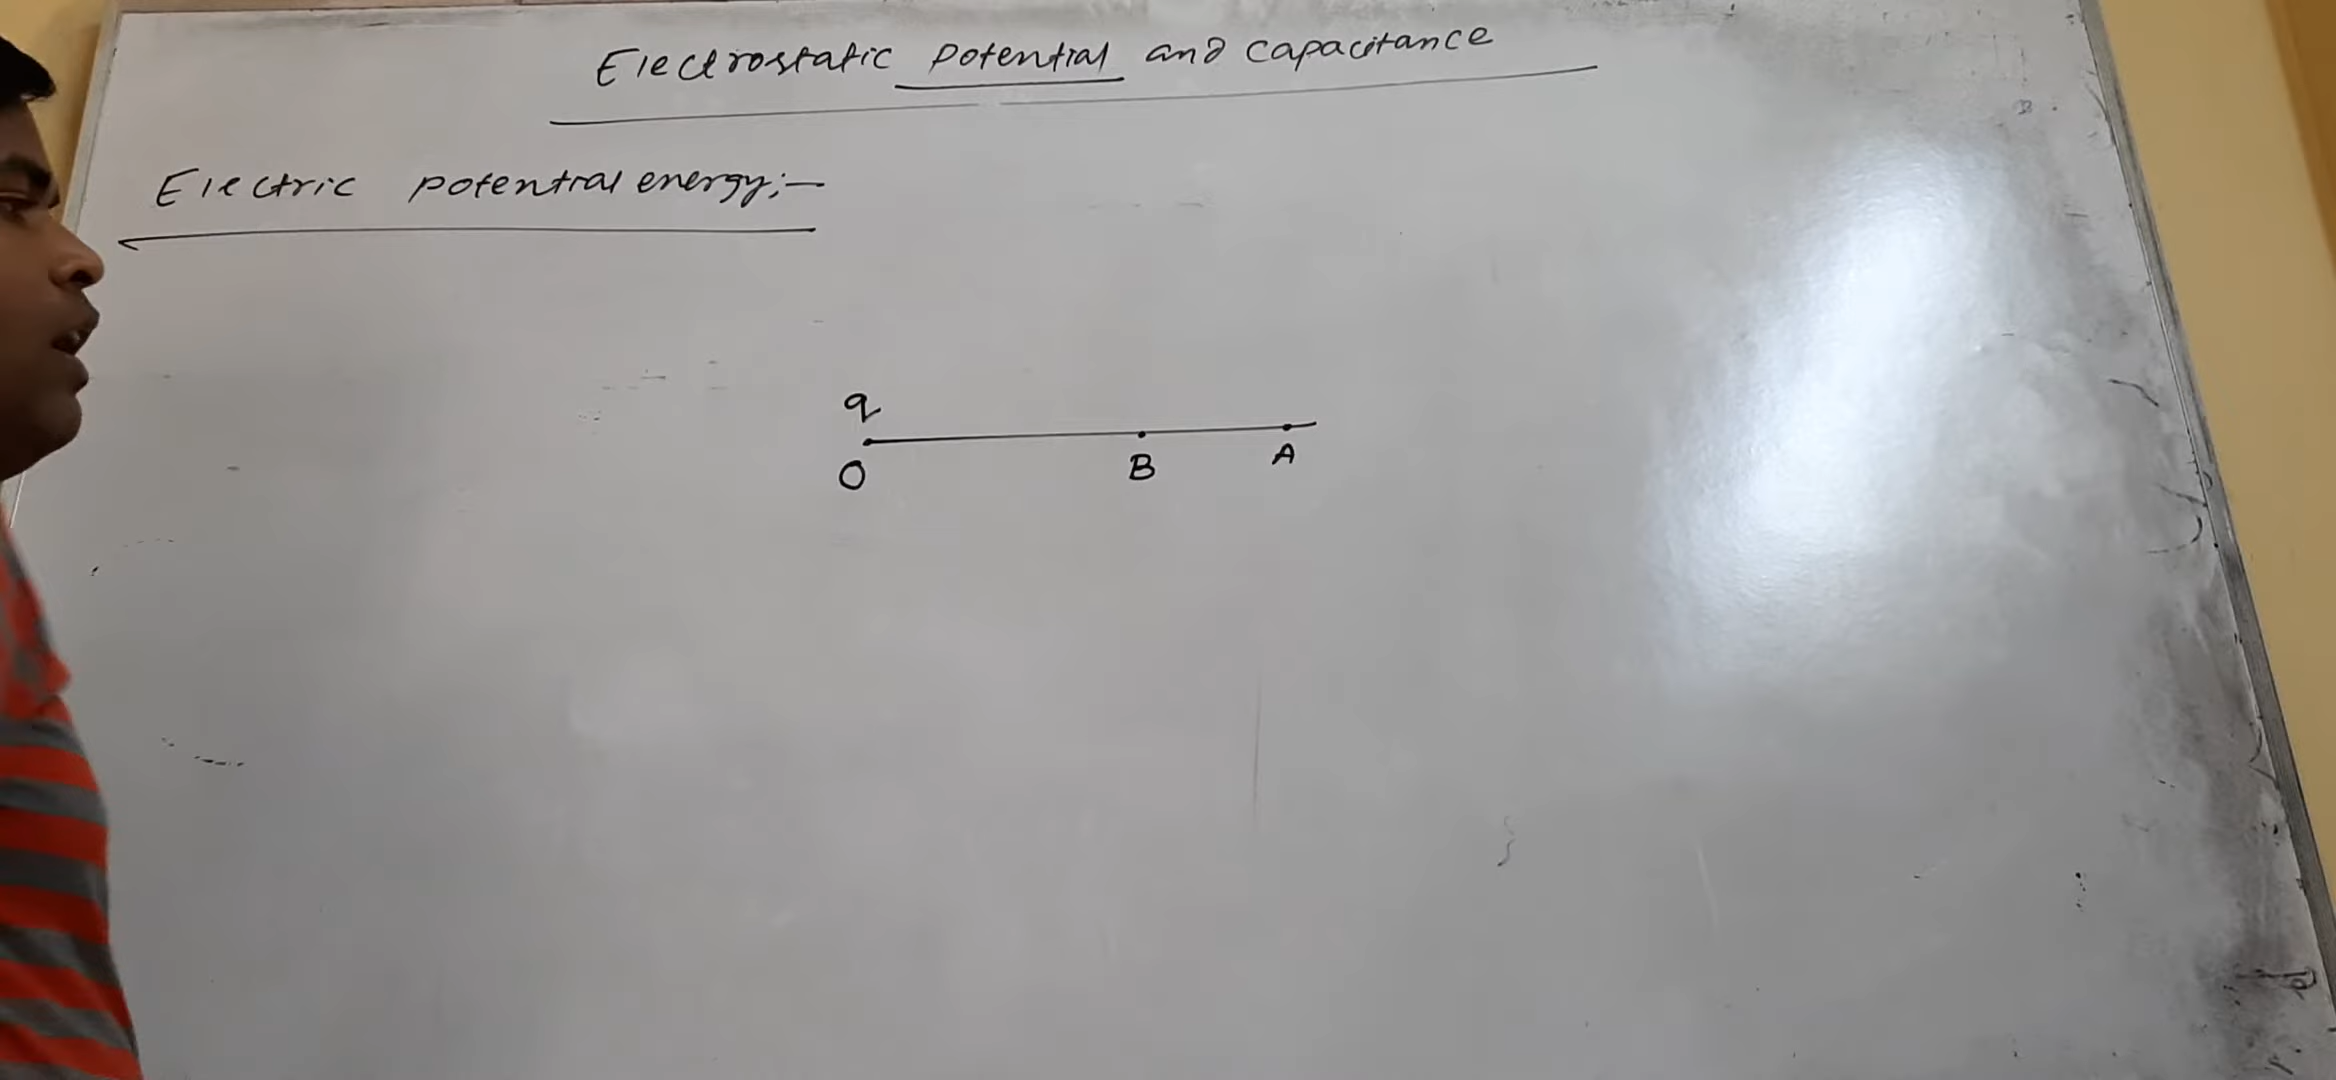 Electrostatic potential and capacitance
Electric potential energy;—
q
O B A